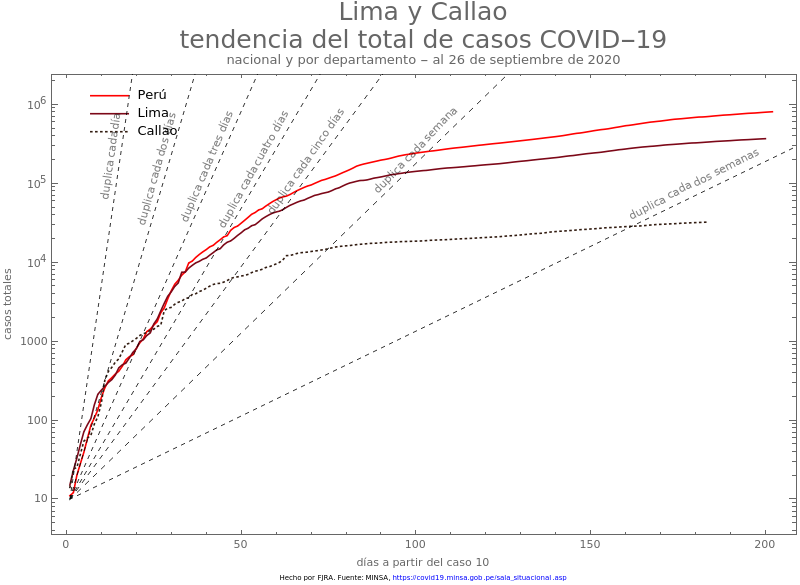 Lima y Callao
tendencia del total de casos COVID‒19
nacional y por departamento ‒ al 26 de septiembre de 2020
Perú
Lima
Callao
duplica cada día
duplica cada dos días
duplica cada tres días
duplica cada cuatro días
duplica cada cinco días
duplica cada semana
duplica cada dos semanas
casos totales
10⁶
10⁵
10⁴
1000
100
10
0 50 100 150 200
días a partir del caso 10
Hecho por FJRA. Fuente: MINSA, https://covid19.minsa.gob.pe/sala_situacional.asp